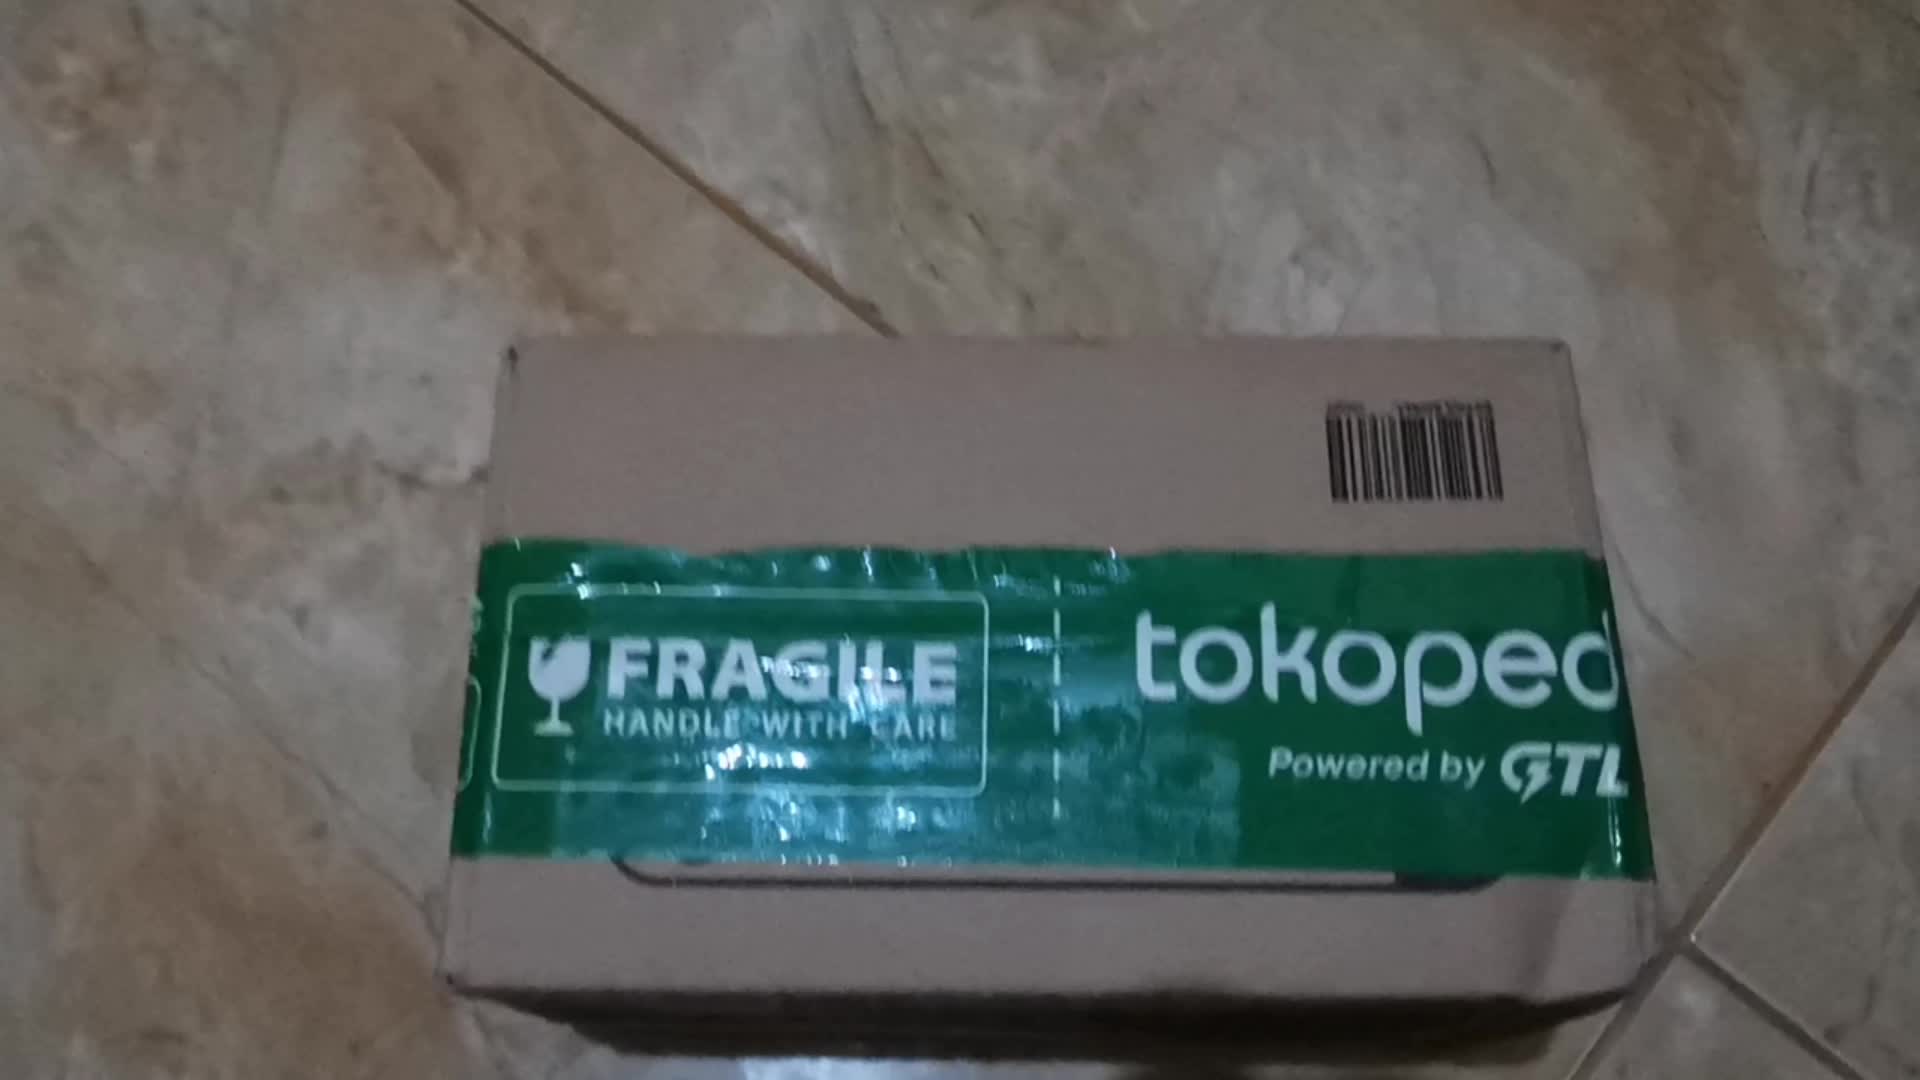 FRAGILE
HANDLE WITH CARE
tokoped
Powered by GTL